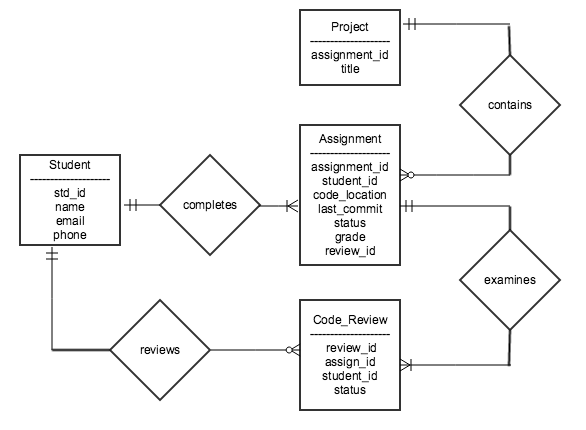 Project
assignment_id
title
contains
Assignment
assignment_id
student_id
code_location
last_commit
status
grade
review_id
Student
std_id
name
email
phone
completes
examines
Code_Review
review_id
assign_id
student_id
status
reviews